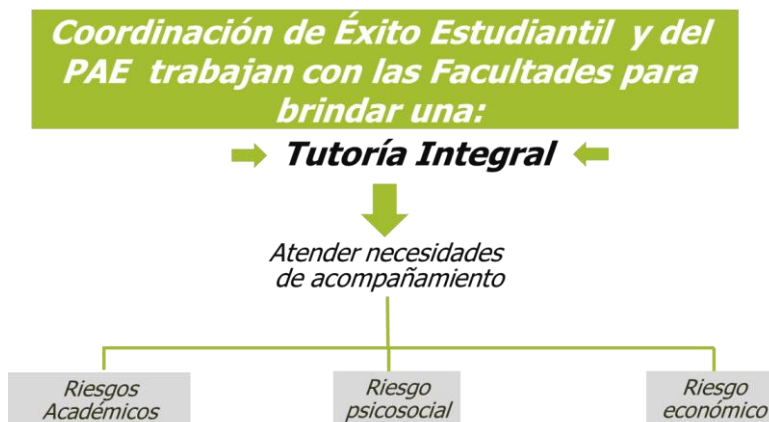 Coordinación de Éxito Estudiantil y del
PAE trabajan con las Facultades para
brindar una:
Tutoría Integral
Atender necesidades
de acompañamiento
Riesgos
Académicos
Riesgo
psicosocial
Riesgo
económico